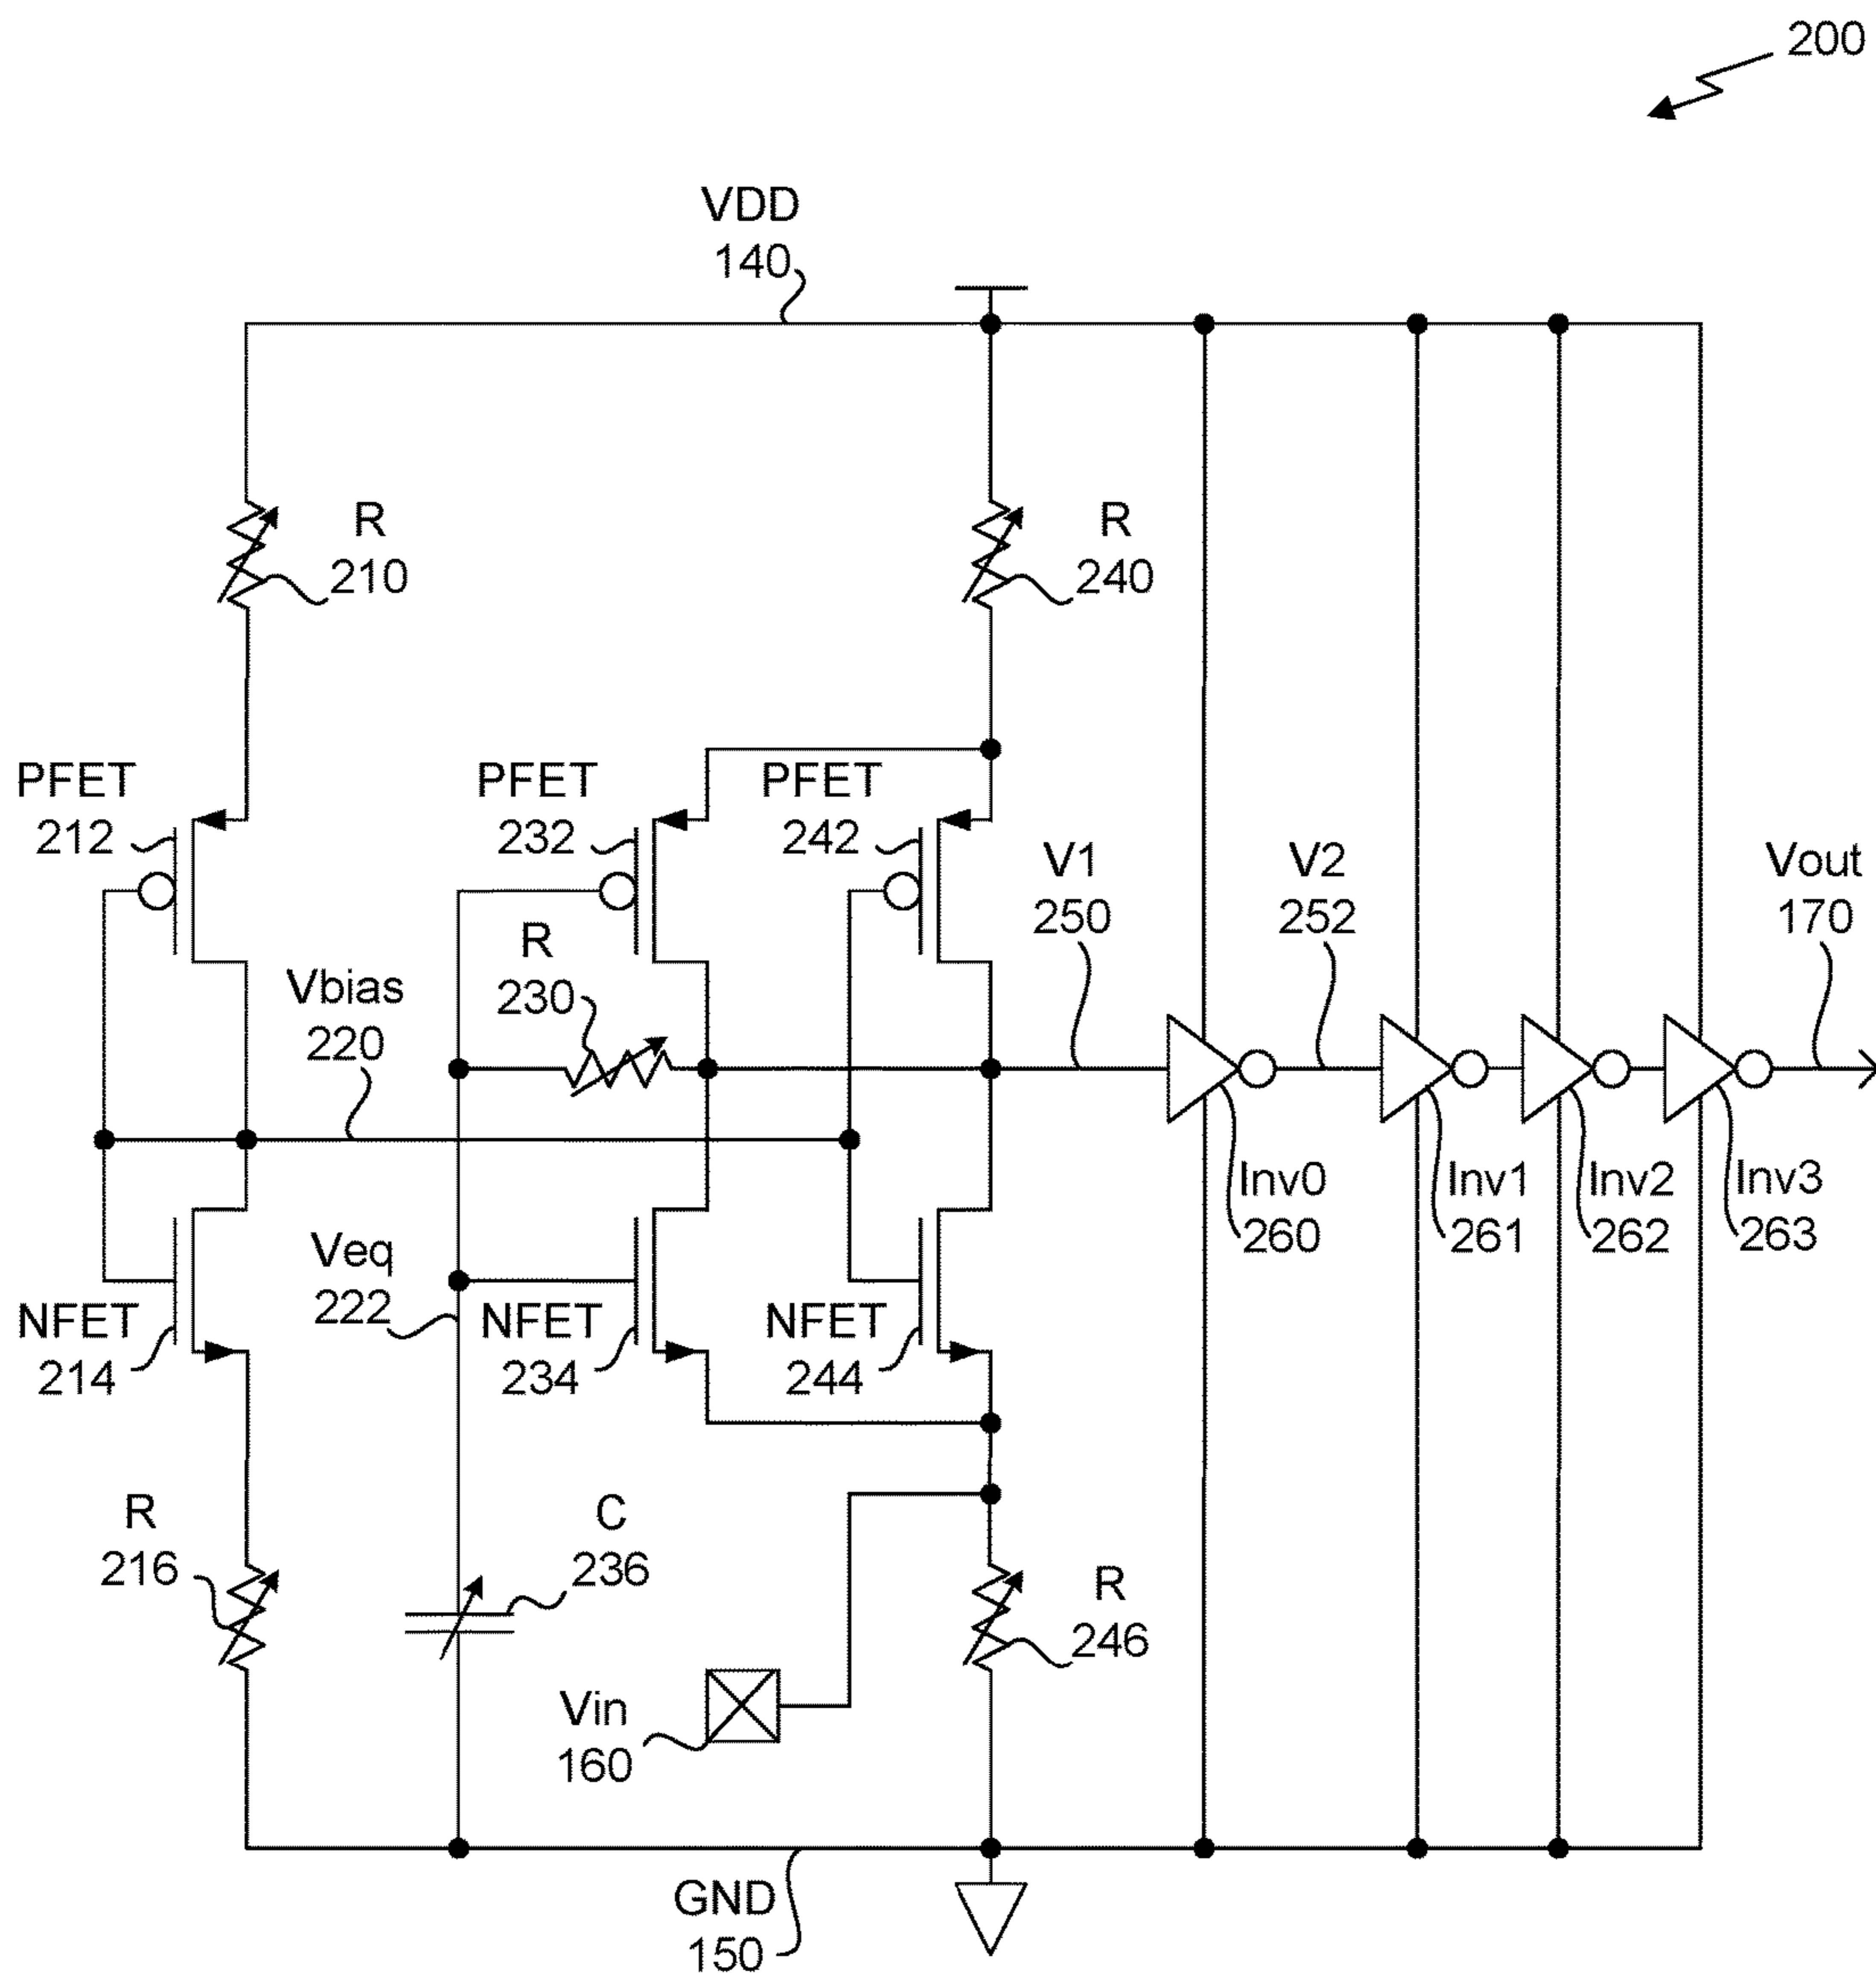 200
VDD
140
R
210
R
240
PFET
212
PFET
232
PFET
242
V1
250
V2
252
Vout
170
R
230
Vbias
220
Inv0
260
Inv1
261
Inv2
262
Inv3
263
Veq
222
NFET
214
NFET
234
NFET
244
R
216
C
236
R
246
Vin
160
GND
150